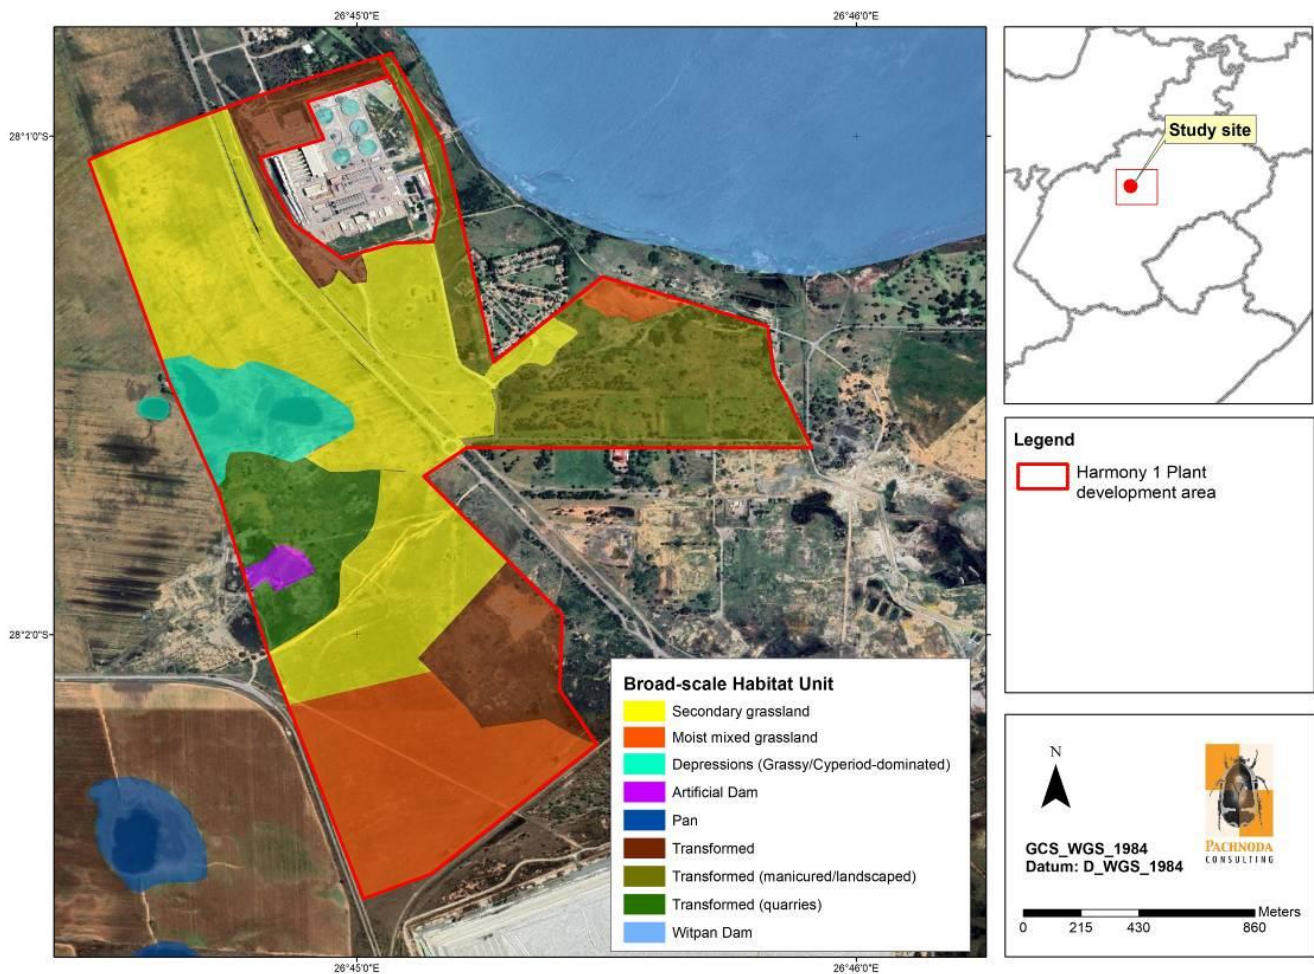 26°45'0"E
26°46'0"E
28°1'0"S
28°2'0"S
Study site
Legend
Harmony 1 Plant
development area
Broad-scale Habitat Unit
Secondary grassland
Moist mixed grassland
Depressions (Grassy/Cyperiod-dominated)
Artificial Dam
Pan
Transformed
Transformed (manicured/landscaped)
Transformed (quarries)
Witpan Dam
N
PACHNODA
CONSULTING
GCS_WGS_1984
Datum: D_WGS_1984
Meters
0 215 430 860
26°45'0"E
26°46'0"E